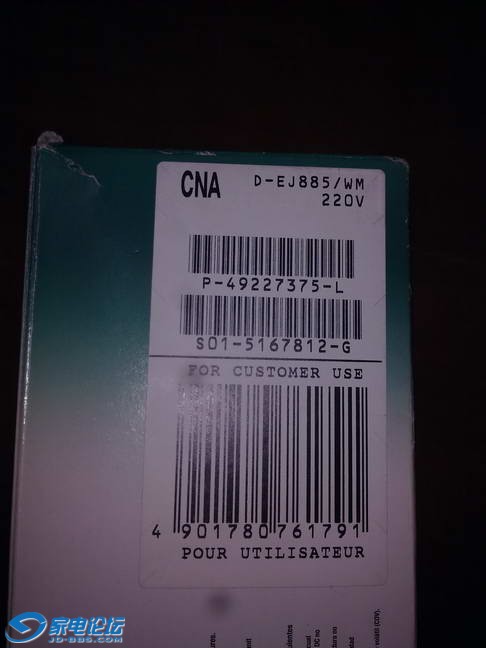 CNA D-EJ885/WM
220V
P-49227375-L
S01-5167812-G
FOR CUSTOMER USE
4 901780 761791
POUR UTILISATEUR
家电论坛
JD-BBS.COM